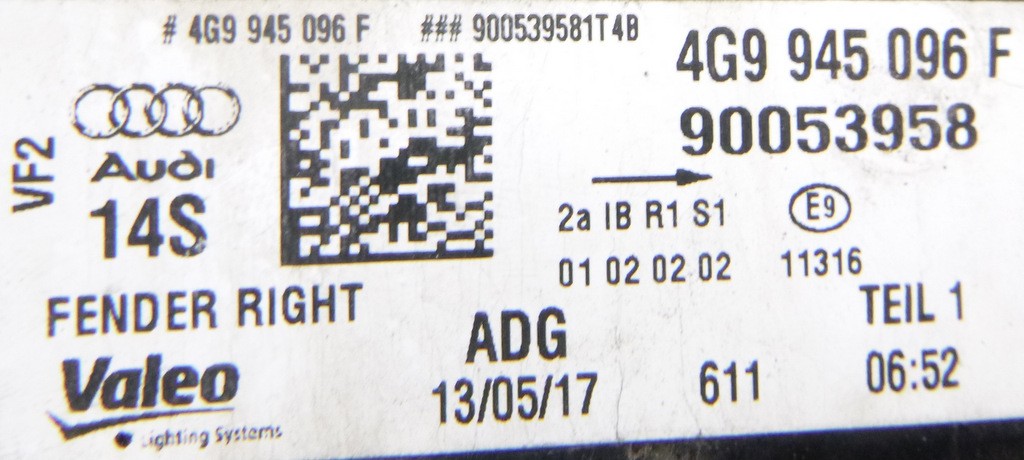 # 4G9 945 096 F ### 900539581T4B
4G9 945 096 F
90053958
VF2
Audi
14S
2a IB R1 S1 E9
01 02 02 02 11316
FENDER RIGHT
ADG
TEIL 1
Valeo
Lighting Systems
13/05/17 611 06:52